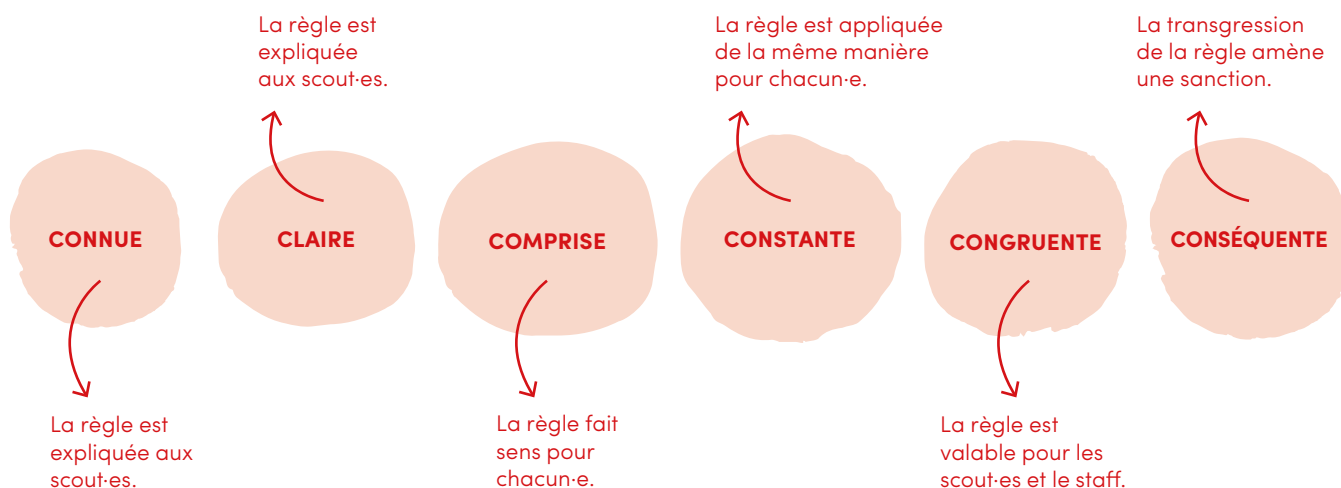 La règle est
expliquée
aux scout·es.
La règle est appliquée
de la même manière
pour chacun·e.
La transgression
de la règle amène
une sanction.
CONNUE
CLAIRE
COMPRISE
CONSTANTE
CONGRUENTE
CONSÉQUENTE
La règle est
expliquée aux
scout·es.
La règle fait
sens pour
chacun·e.
La règle est
valable pour les
scout·es et le staff.